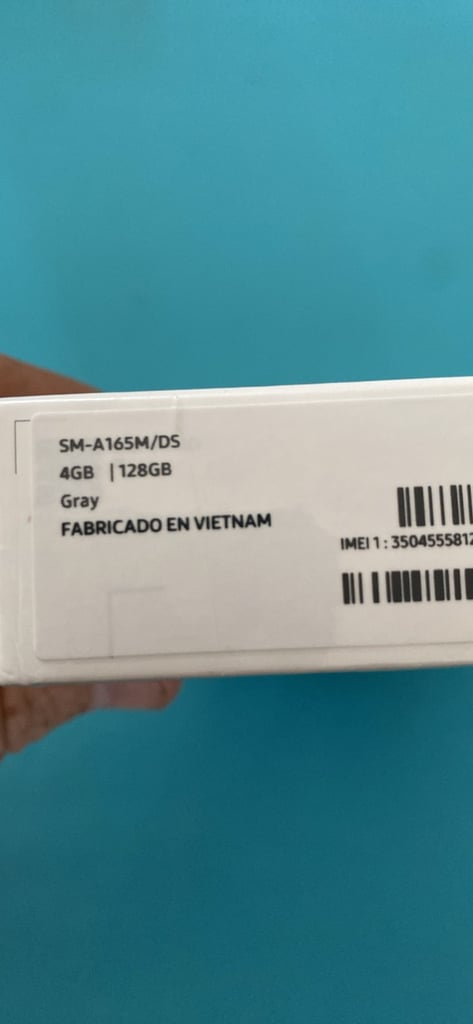 SM-A165M/DS
4GB | 128GB
Gray
FABRICADO EN VIETNAM
IMEI 1 : 350455581